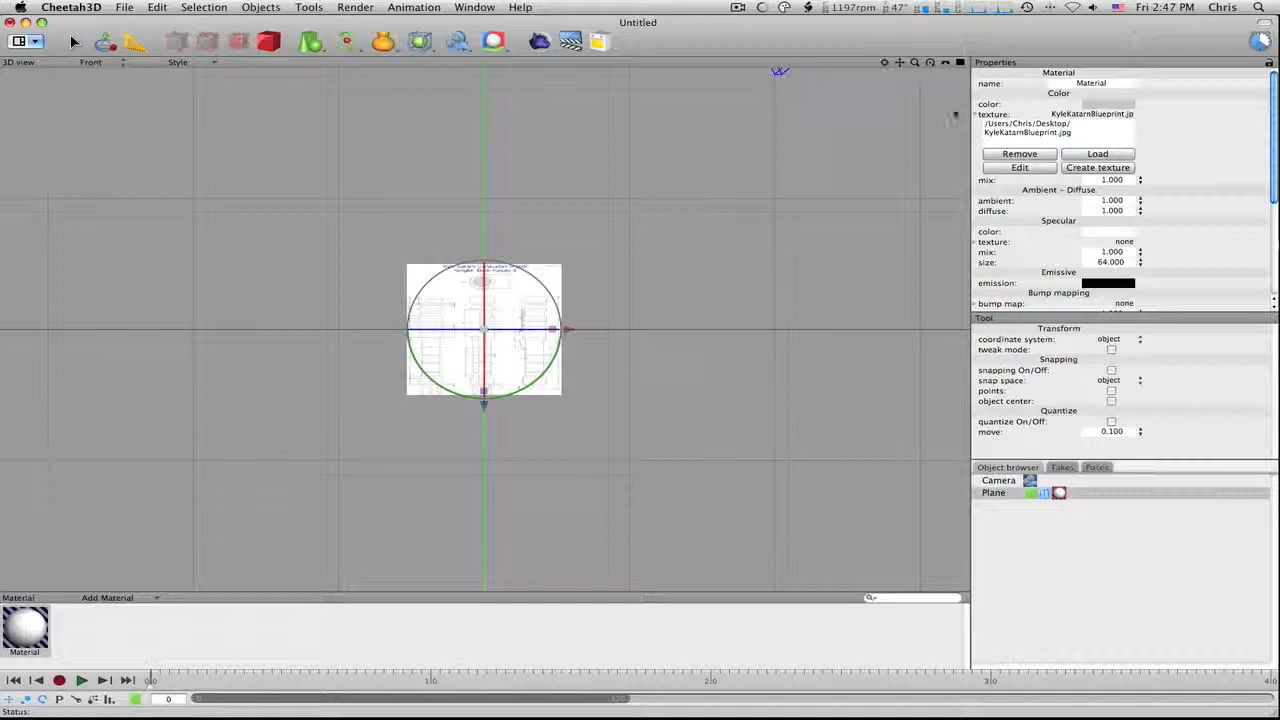 Cheetah3D File Edit Selection Objects Tools Render Animation Window Help 1197rpm 47° Fri 2:47 PM Chris
Untitled
3D view Front Style
Properties
Material
name: Material
Color
color:
texture: KyleKatarnBlueprint.jp
/Users/Chris/Desktop/
KyleKatarnBlueprint.jpg
Remove Load
Edit Create texture
mix: 1.000
Ambient - Diffuse
ambient: 1.000
diffuse: 1.000
Specular
color:
texture: none
mix: 1.000
size: 64.000
Emissive
emission:
Bump mapping
bump map: none
Tool
Transform
coordinate system: object
tweak mode:
Snapping
snapping On/Off:
snap space: object
points:
object center:
Quantize
quantize On/Off:
move: 0.100
Object browser Takes Poses
Camera
Plane
Material Add Material
Material
0
Status: